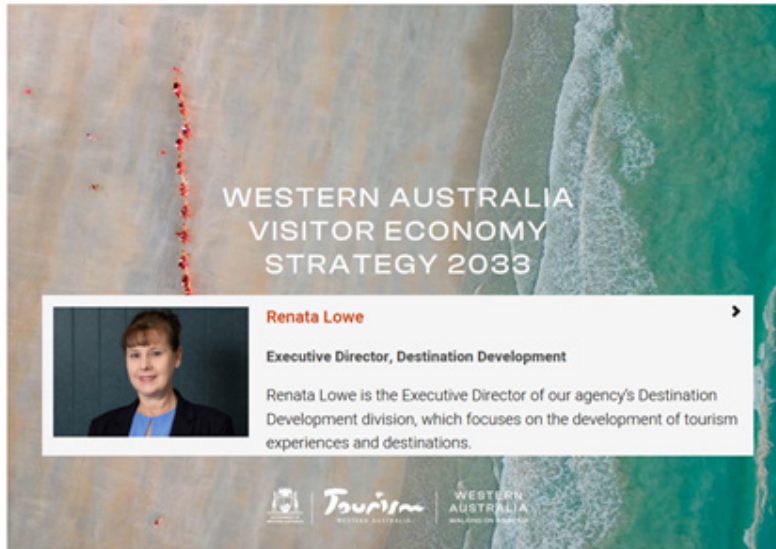 WESTERN AUSTRALIA
VISITOR ECONOMY
STRATEGY 2033
Renata Lowe
Executive Director, Destination Development
Renata Lowe is the Executive Director of our agency's Destination
Development division, which focuses on the development of tourism
experiences and destinations.
Tourism
WESTERN AUSTRALIA
WESTERN
AUSTRALIA